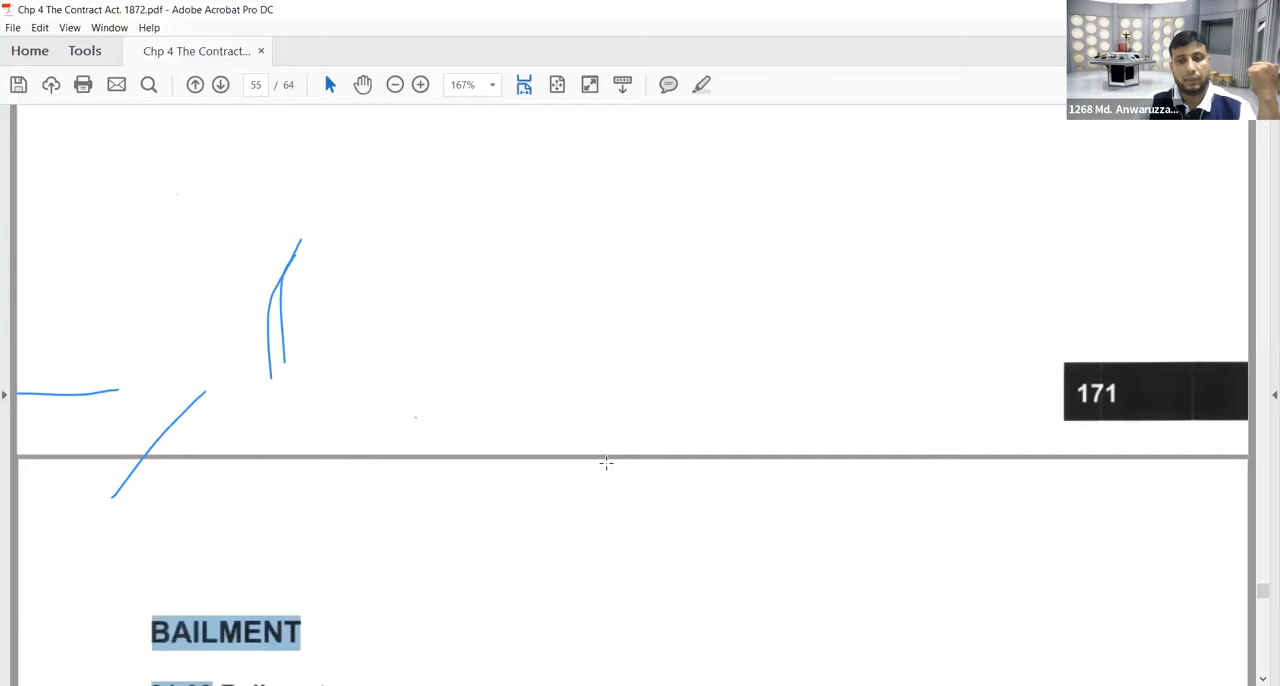 Chp 4 The Contract Act. 1872.pdf - Adobe Acrobat Pro DC
File Edit View Window Help
Home Tools Chp 4 The Contract... ×
55 / 64 167%
1268 Md. Anwaruzza...
171
BAILMENT